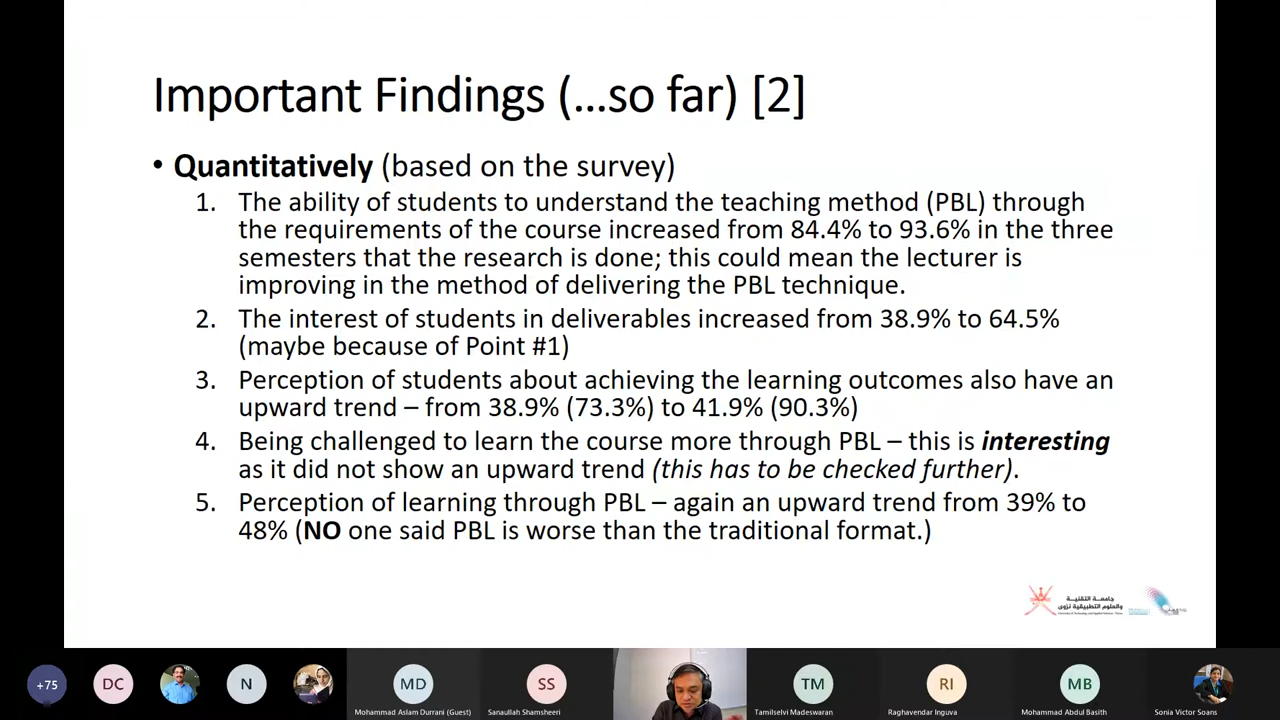 Important Findings (...so far) [2]
• Quantitatively (based on the survey)
1. The ability of students to understand the teaching method (PBL) through
the requirements of the course increased from 84.4% to 93.6% in the three
semesters that the research is done; this could mean the lecturer is
improving in the method of delivering the PBL technique.
2. The interest of students in deliverables increased from 38.9% to 64.5%
(maybe because of Point #1)
3. Perception of students about achieving the learning outcomes also have an
upward trend – from 38.9% (73.3%) to 41.9% (90.3%)
4. Being challenged to learn the course more through PBL – this is interesting
as it did not show an upward trend (this has to be checked further).
5. Perception of learning through PBL – again an upward trend from 39% to
48% (NO one said PBL is worse than the traditional format.)
جامعة التقنية
والعلوم التطبيقية نزوى
+75
DC
N
MD
SS
TM
RI
MB
Mohammad Aslam Durrani (Guest)
Sanaullah Shamsheeri
Tamilselvi Madeswaran
Raghavendar Inguva
Mohammad Abdul Basith
Sonia Victor Soans